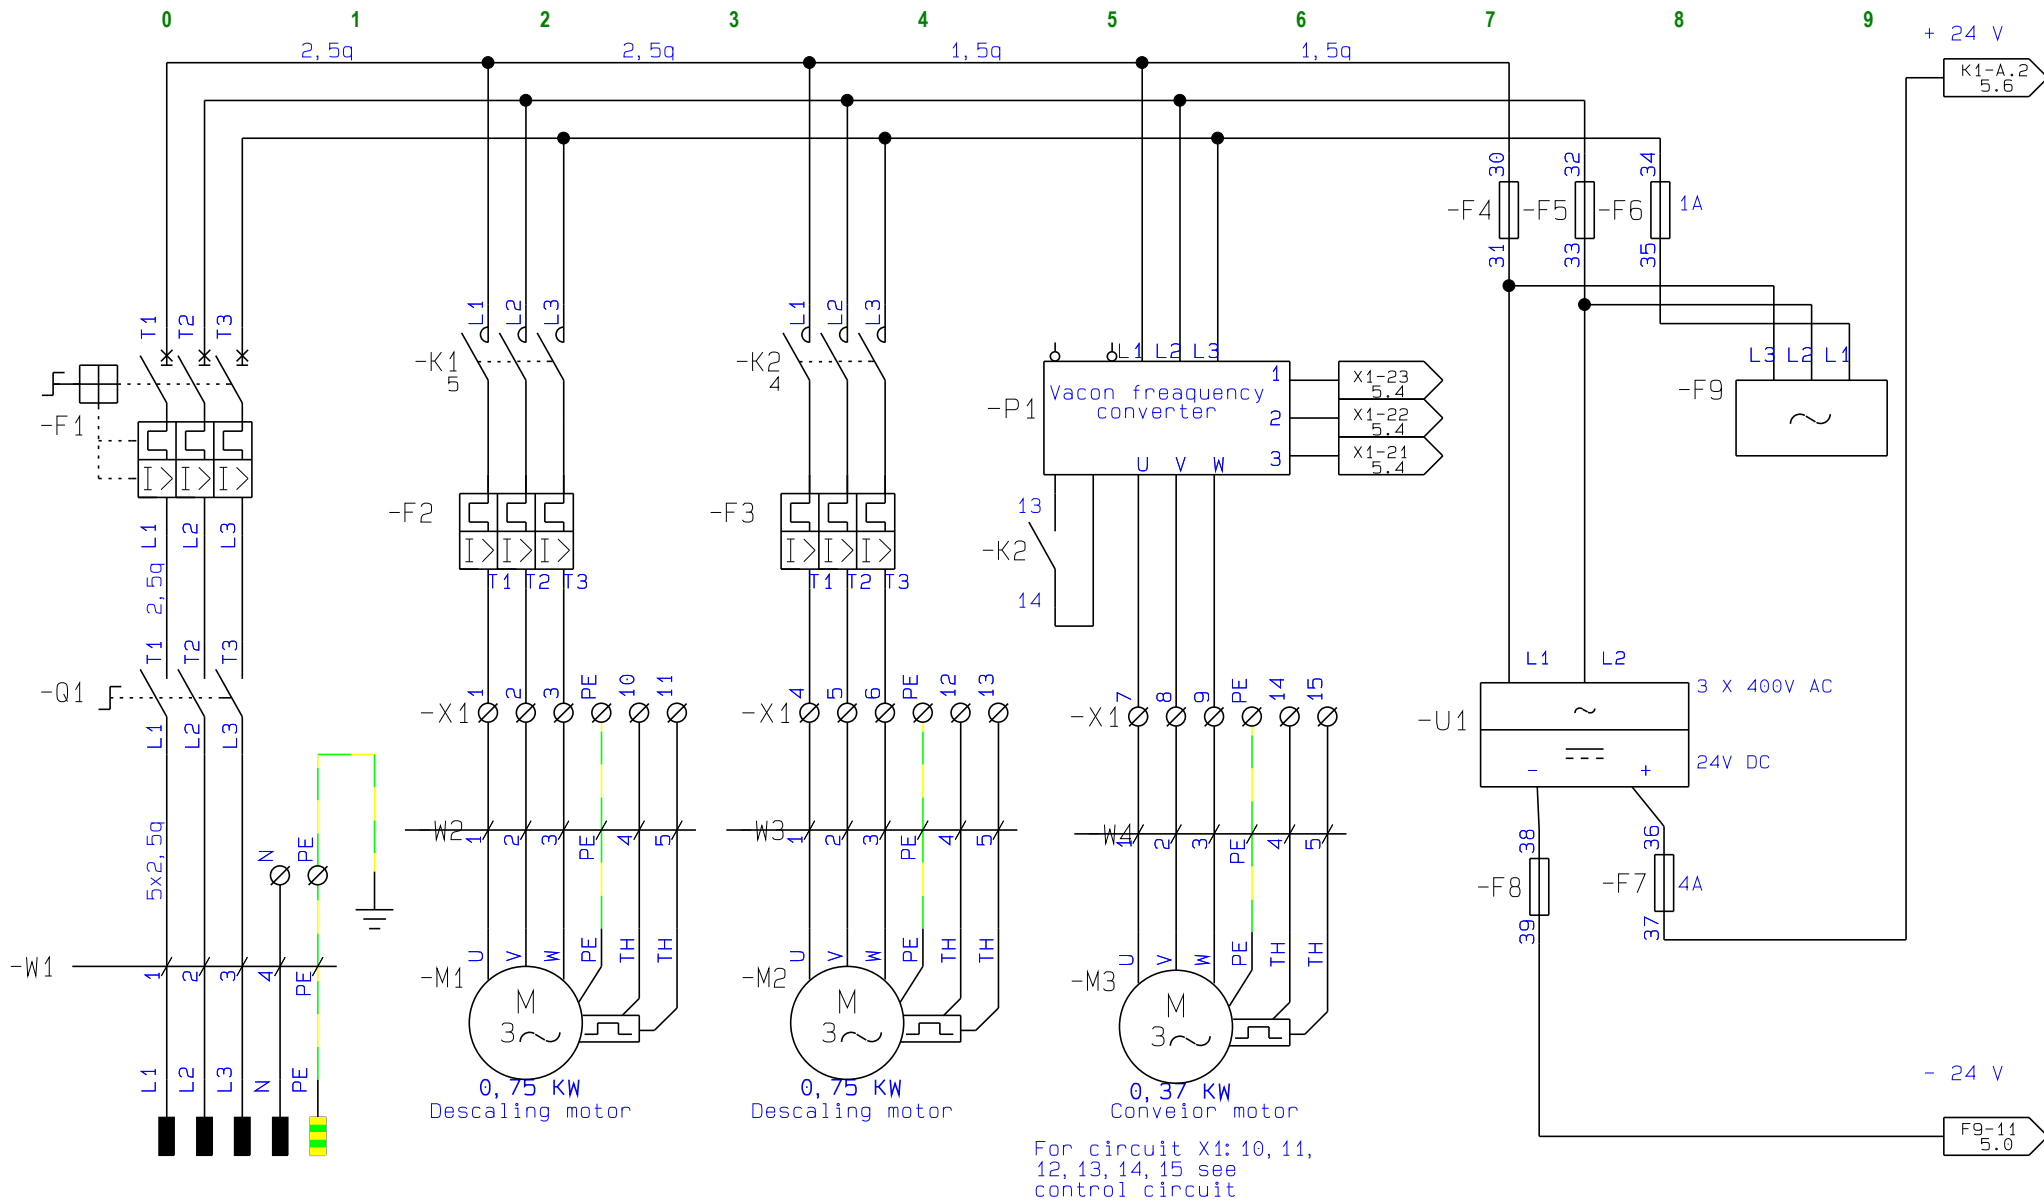 0 1 2 3 4 5 6 7 8 9
+ 24 V
2,5q 2,5q 1,5q 1,5q
K1-A.2
5.6
30 32 34
-F4 -F5 -F6 1A
31 33 35
T1 T2 T3
L1 L2 L3
L1 L2 L3
L1 L2 L3
L3 L2 L1
-K1
5
-K2
4
-P1
Vacon freaquency
converter
1
2
3
U V W
X1-23
5.4
X1-22
5.4
X1-21
5.4
-F9
-F1
I> I> I>
-F2
I> I> I>
T1 T2 T3
-F3
I> I> I>
T1 T2 T3
13
-K2
14
L1 L2 L3
2,5q
T1 T2 T3
-Q1
L1 L2 L3
-X1 1 2 3 PE 10 11
-X1 4 5 6 PE 12 13
-X1 7 8 9 PE 14 15
L1 L2
3 X 400V AC
-U1
24V DC
- +
5x2,5q
N PE
-W2 1 2 3 PE 4 5
-W3 1 2 3 PE 4 5
-W4 1 2 3 PE 4 5
38 36
-F8 -F7 4A
39 37
-W1 1 2 3 4 PE
U V W PE TH TH
U V W PE TH TH
U V W PE TH TH
-M1
M
3
-M2
M
3
-M3
M
3
L1 L2 L3 N PE
0,75 KW
Descaling motor
0,75 KW
Descaling motor
0,37 KW
Conveior motor
- 24 V
F9-11
5.0
For circuit X1:10,11,
12,13,14,15 see
control circuit